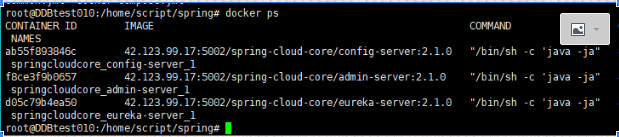 root@DDBtest010:/home/script/spring# docker ps
CONTAINER ID IMAGE COMMAND
NAMES
ab55f893846c 42.123.99.17:5002/spring-cloud-core/config-server:2.1.0 "/bin/sh -c 'java -ja"
springcloudcore_config-server_1
f8ce3f9b0657 42.123.99.17:5002/spring-cloud-core/admin-server:2.1.0 "/bin/sh -c 'java -ja"
springcloudcore_admin-server_1
d05c79b4ea50 42.123.99.17:5002/spring-cloud-core/eureka-server:2.1.0 "/bin/sh -c 'java -ja"
springcloudcore_eureka-server_1
root@DDBtest010:/home/script/spring#